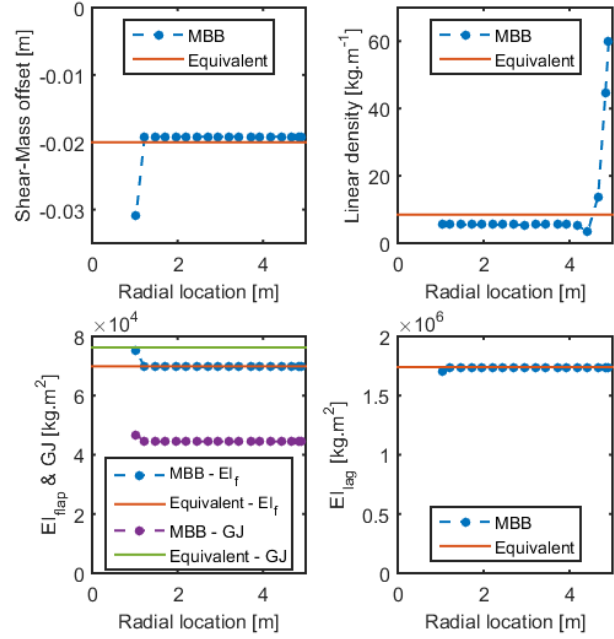 0
-0.01
-0.02
-0.03
Shear-Mass offset [m]
MBB
Equivalent
0 2 4
Radial location [m]
60
40
20
0
Linear density [kg.m⁻¹]
MBB
Equivalent
0 2 4
Radial location [m]
×10⁴
8
6
4
2
0
EI_flap & GJ [kg.m²]
MBB - EI_f
Equivalent - EI_f
MBB - GJ
Equivalent - GJ
0 2 4
Radial location [m]
×10⁶
2
1.5
1
0.5
0
EI_lag [kg.m²]
MBB
Equivalent
0 2 4
Radial location [m]